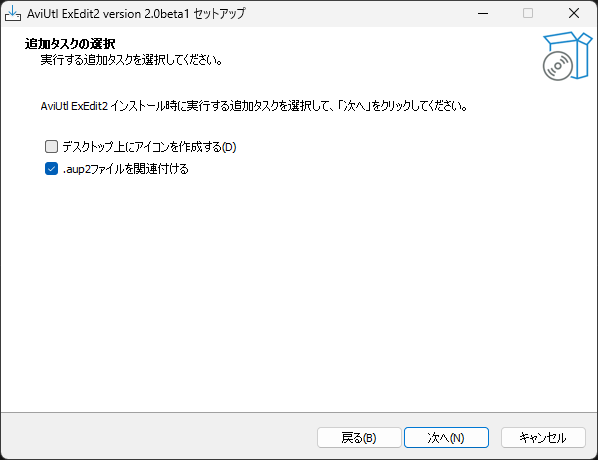 AviUtl ExEdit2 version 2.0beta1 セットアップ
追加タスクの選択
実行する追加タスクを選択してください。
AviUtl ExEdit2 インストール時に実行する追加タスクを選択して、「次へ」をクリックしてください。
デスクトップ上にアイコンを作成する(D)
.aup2ファイルを関連付ける
戻る(B) 次へ(N) キャンセル